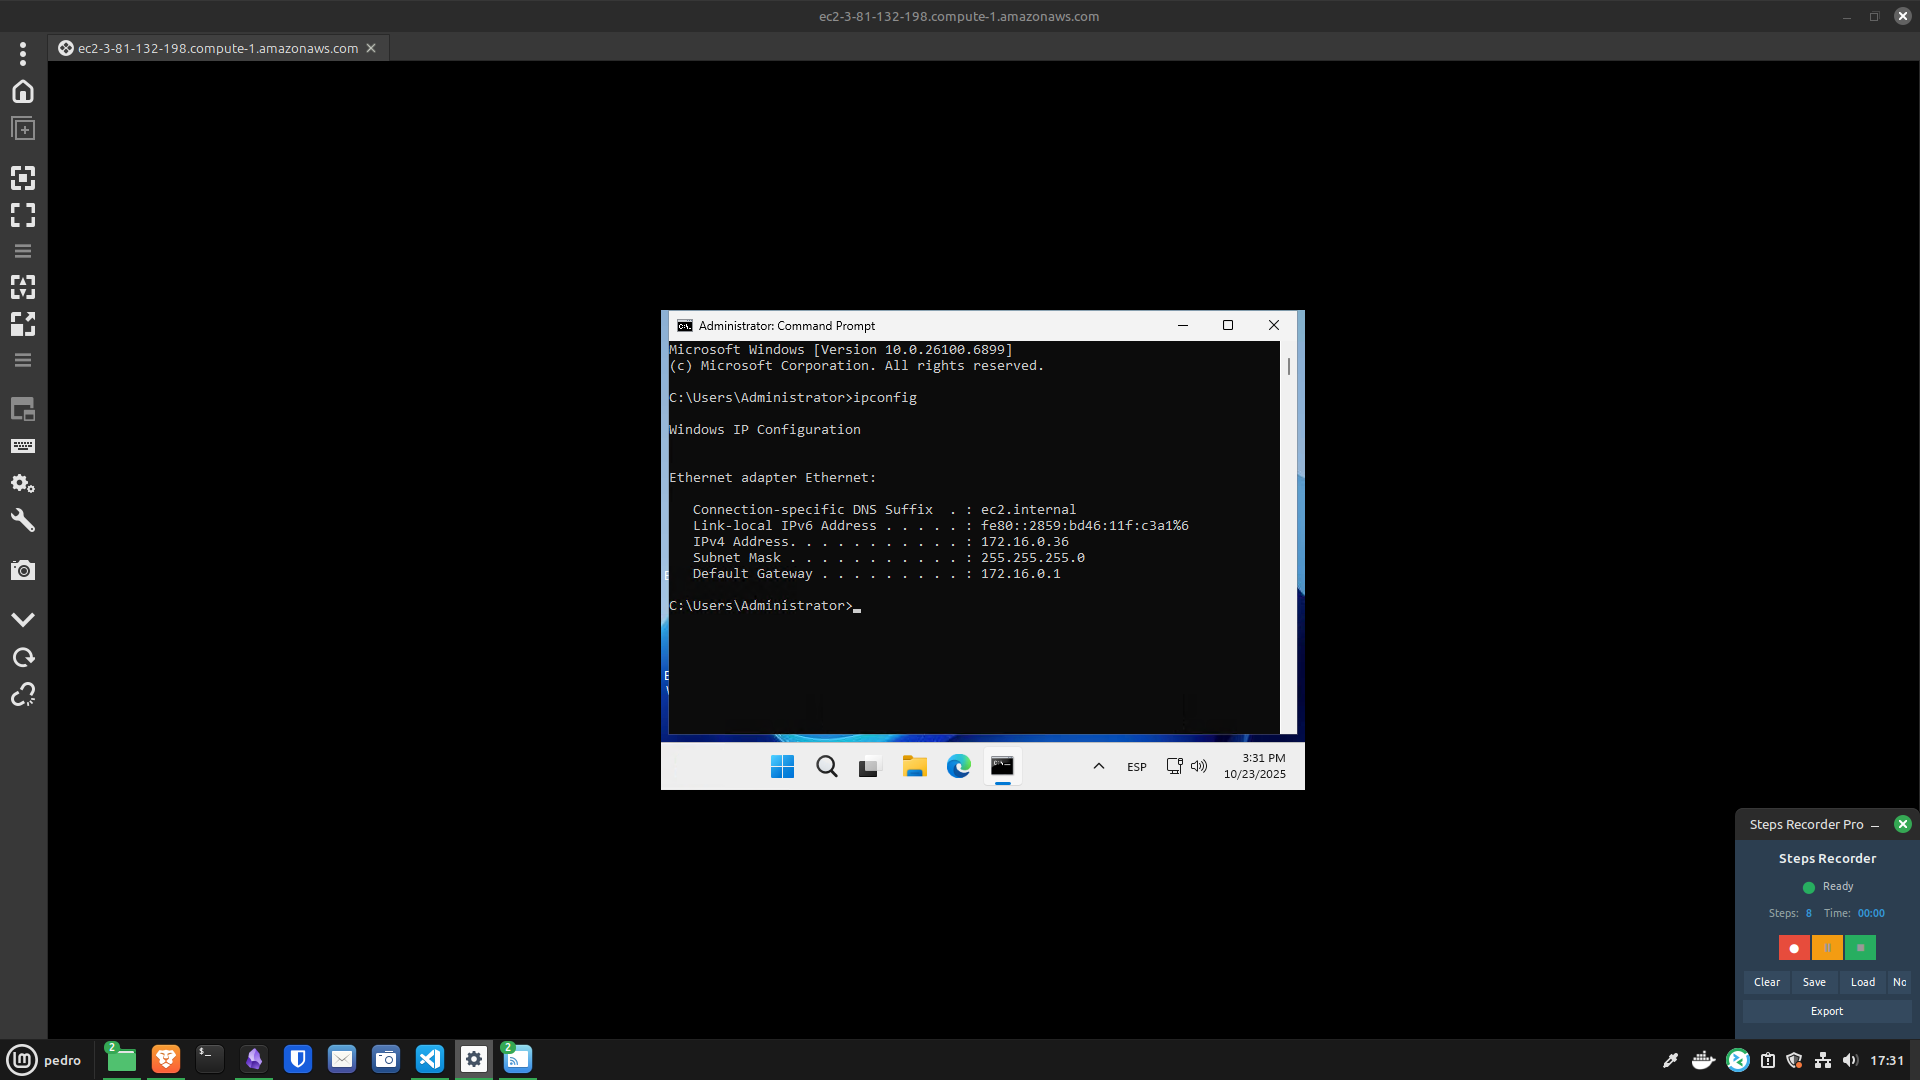 ec2-3-81-132-198.compute-1.amazonaws.com
ec2-3-81-132-198.compute-1.amazonaws.com
Administrator: Command Prompt
Microsoft Windows [Version 10.0.26100.6899]
(c) Microsoft Corporation. All rights reserved.
C:\Users\Administrator>ipconfig
Windows IP Configuration
Ethernet adapter Ethernet:
Connection-specific DNS Suffix  . : ec2.internal
Link-local IPv6 Address . . . . . : fe80::2859:bd46:11f:c3a1%6
IPv4 Address. . . . . . . . . . . : 172.16.0.36
Subnet Mask . . . . . . . . . . . : 255.255.255.0
Default Gateway . . . . . . . . . : 172.16.0.1
C:\Users\Administrator>
ESP
3:31 PM
10/23/2025
Steps Recorder Pro
Steps Recorder
Ready
Steps: 8 Time: 00:00
Clear Save Load No
Export
pedro
2
2
17:31